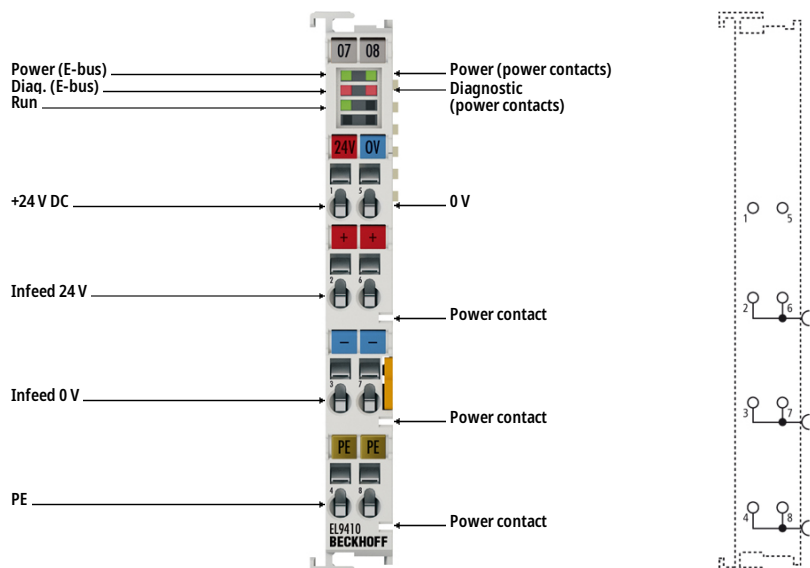 07 08
Power (E-bus)
Power (power contacts)
Diag. (E-bus)
Diagnostic
(power contacts)
Run
24V 0V
1 5
+24 V DC
0 V
1 5
+ +
2 6
Infeed 24 V
2 6
Power contact
– –
3 7
Infeed 0 V
3 7
Power contact
PE PE
4 8
PE
4 8
Power contact
EL9410
BECKHOFF